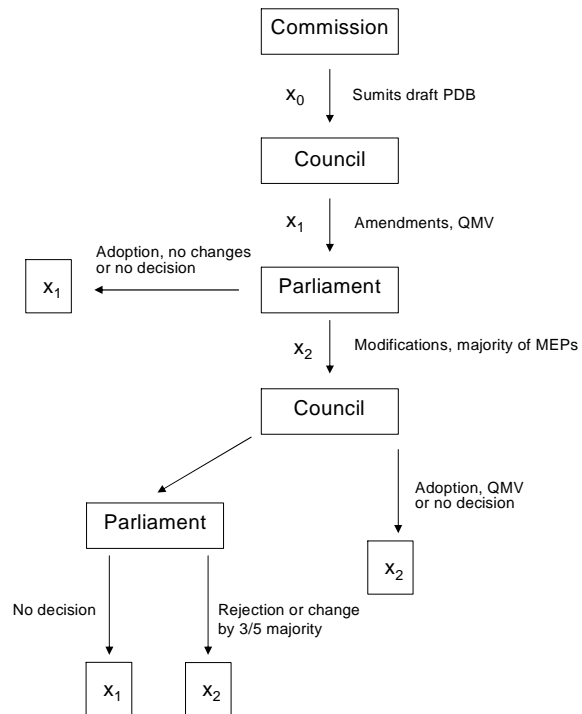 Commission
x0 Sumits draft PDB
Council
x1 Amendments, QMV
Adoption, no changes
or no decision
x1
Parliament
x2 Modifications, majority of MEPs
Council
Adoption, QMV
or no decision
Parliament
x2
No decision
Rejection or change
by 3/5 majority
x1
x2